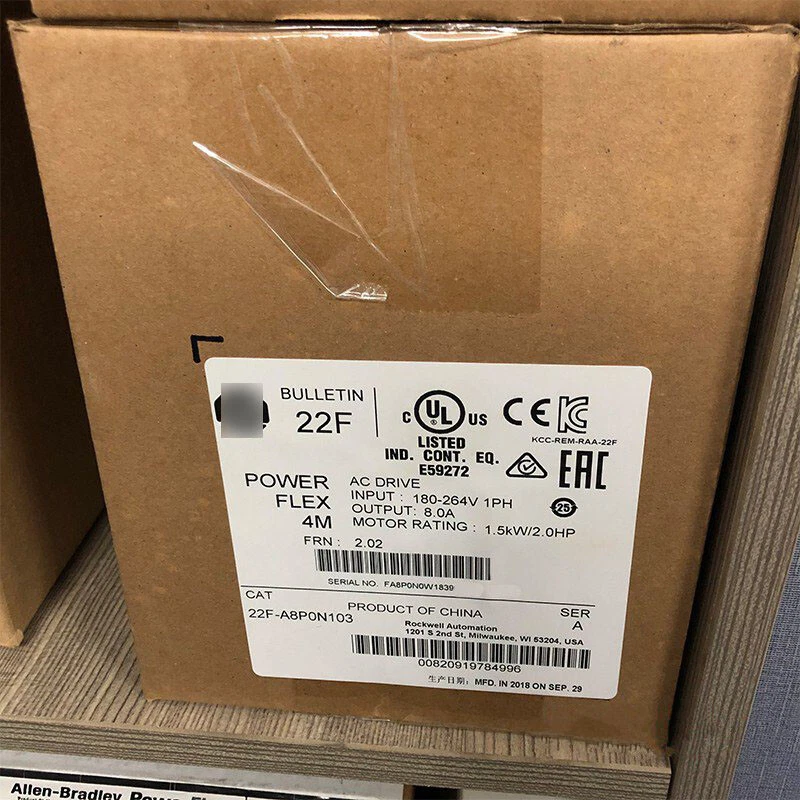 BULLETIN
22F
C UL US
LISTED
IND. CONT. EQ.
E59272
CE
KC
KCC-REM-RAA-22F
EAC
25
POWER
FLEX
4M
AC DRIVE
INPUT : 180-264V 1PH
OUTPUT: 8.0A
MOTOR RATING : 1.5kW/2.0HP
FRN : 2.02
SERIAL NO. FA8P0N0W1839
CAT
22F-A8P0N103
PRODUCT OF CHINA
SER
A
Rockwell Automation
1201 S 2nd St, Milwaukee, WI 53204, USA
00820919784996
生产日期: MFD. IN 2018 ON SEP. 29
Allen-Bradley